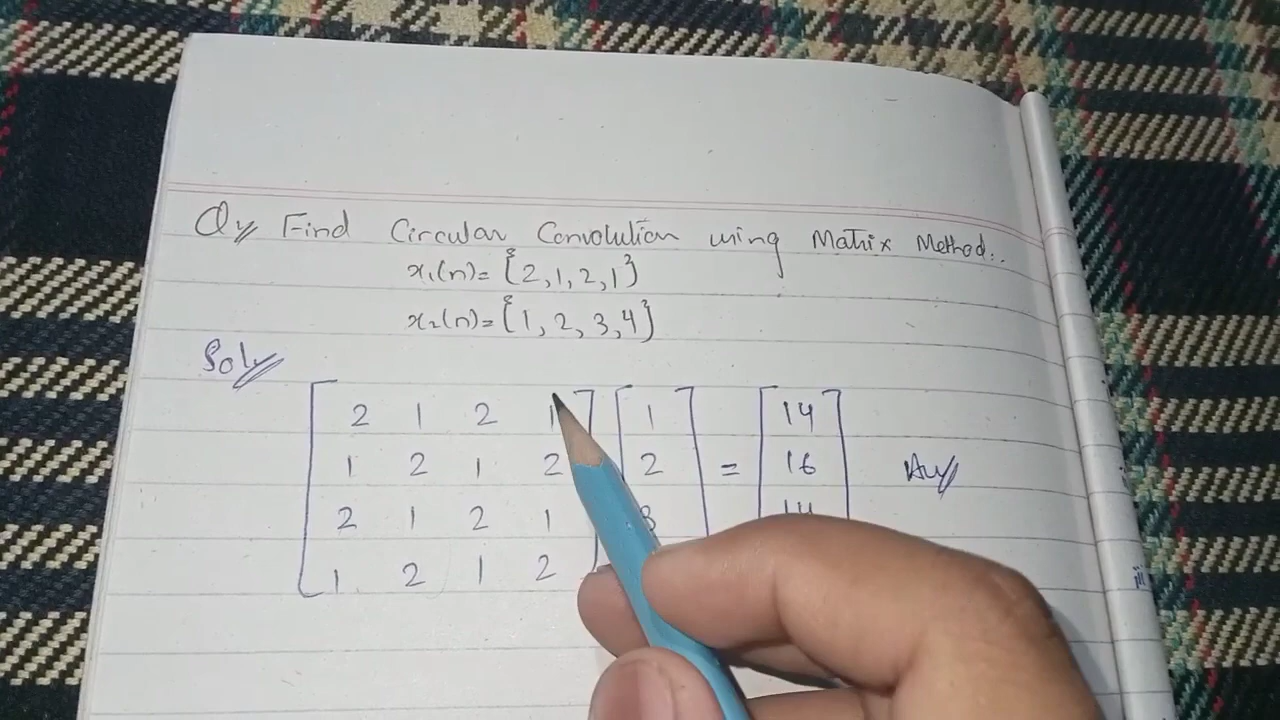 Q Find Circular Convolution using Matrix Method:.
x₁(n) = {2, 1, 2, 1}
x₂(n) = {1, 2, 3, 4}
Sol
2 1 2 1 1 14
1 2 1 2 2 = 16 Ans
2 1 2 1 3 14
1 2 1 2